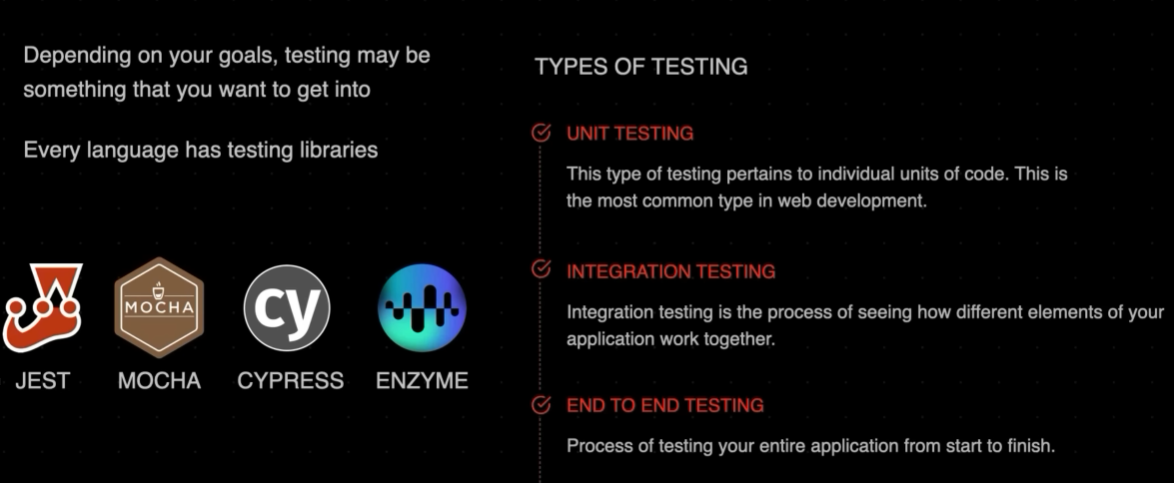 Depending on your goals, testing may be
something that you want to get into
Every language has testing libraries
MOCHA
cy
JEST
MOCHA
CYPRESS
ENZYME
TYPES OF TESTING
UNIT TESTING
This type of testing pertains to individual units of code. This is
the most common type in web development.
INTEGRATION TESTING
Integration testing is the process of seeing how different elements of your
application work together.
END TO END TESTING
Process of testing your entire application from start to finish.